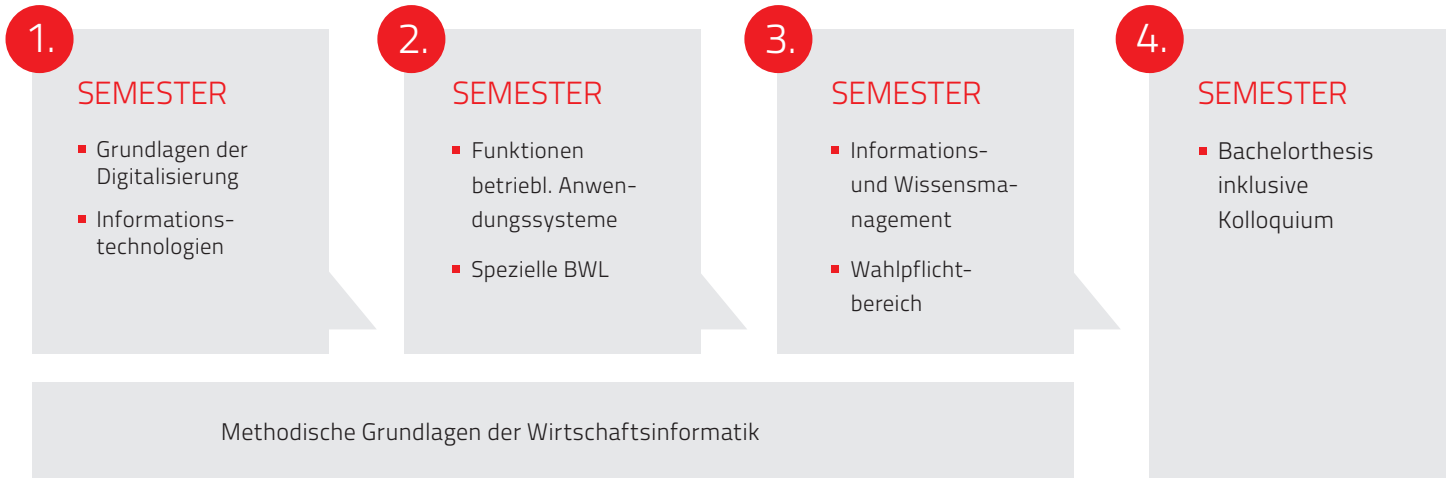 1.
SEMESTER
Grundlagen der
Digitalisierung
Informations-
technologien
2.
SEMESTER
Funktionen
betriebl. Anwen-
dungssysteme
Spezielle BWL
3.
SEMESTER
Informations-
und Wissensma-
nagement
Wahlpflicht-
bereich
4.
SEMESTER
Bachelorthesis
inklusive
Kolloquium
Methodische Grundlagen der Wirtschaftsinformatik